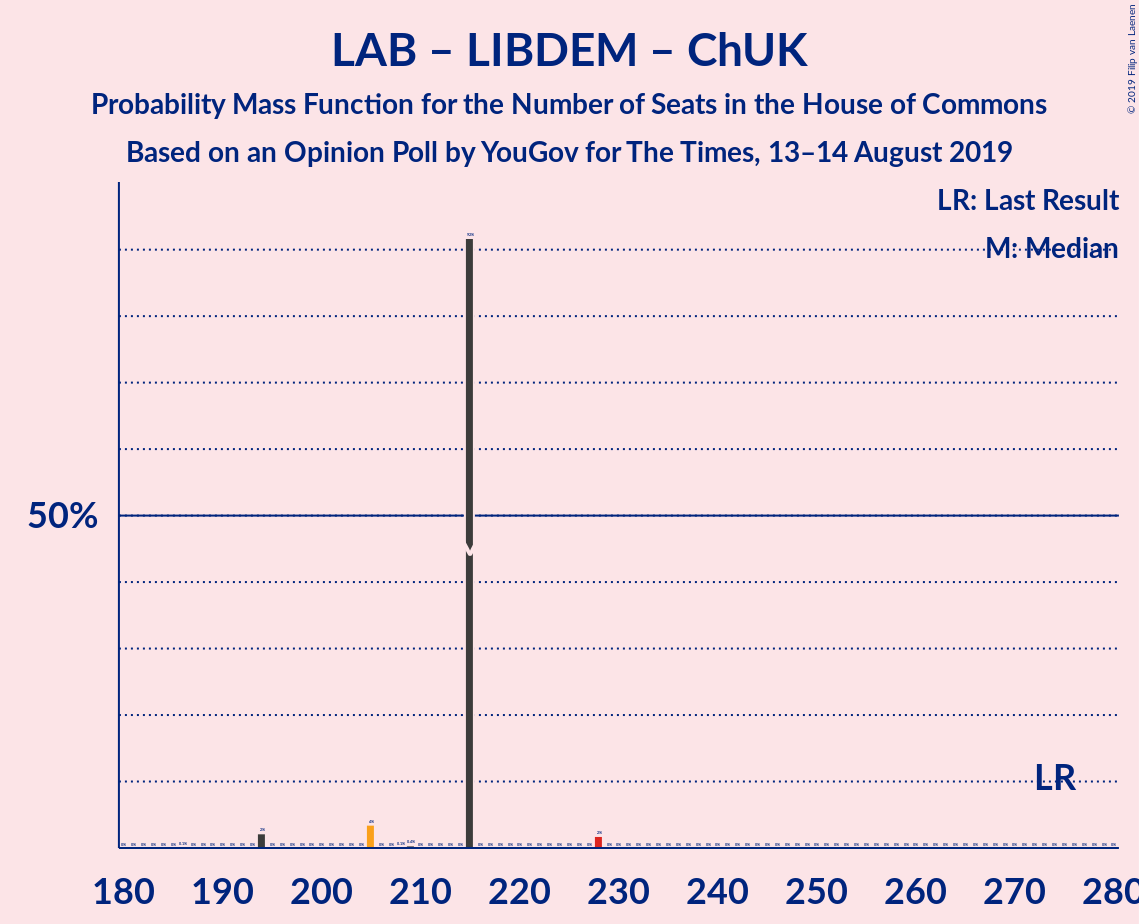 LAB – LIBDEM – ChUK
Probability Mass Function for the Number of Seats in the House of Commons
Based on an Opinion Poll by YouGov for The Times, 13–14 August 2019
© 2019 Filip van Laenen
LR: Last Result
M: Median
50%
M
LR
180 190 200 210 220 230 240 250 260 270 280